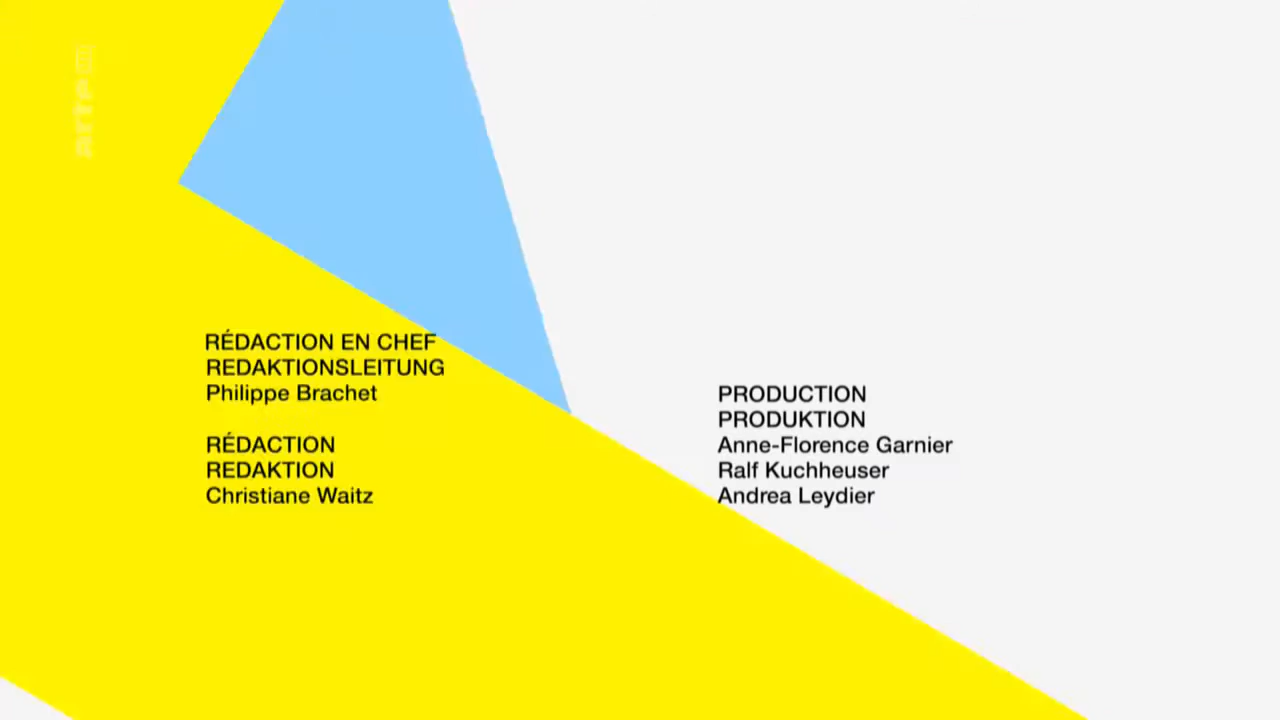 arte
RÉDACTION EN CHEF
REDAKTIONSLEITUNG
Philippe Brachet
RÉDACTION
REDAKTION
Christiane Waitz
PRODUCTION
PRODUKTION
Anne-Florence Garnier
Ralf Kuchheuser
Andrea Leydier